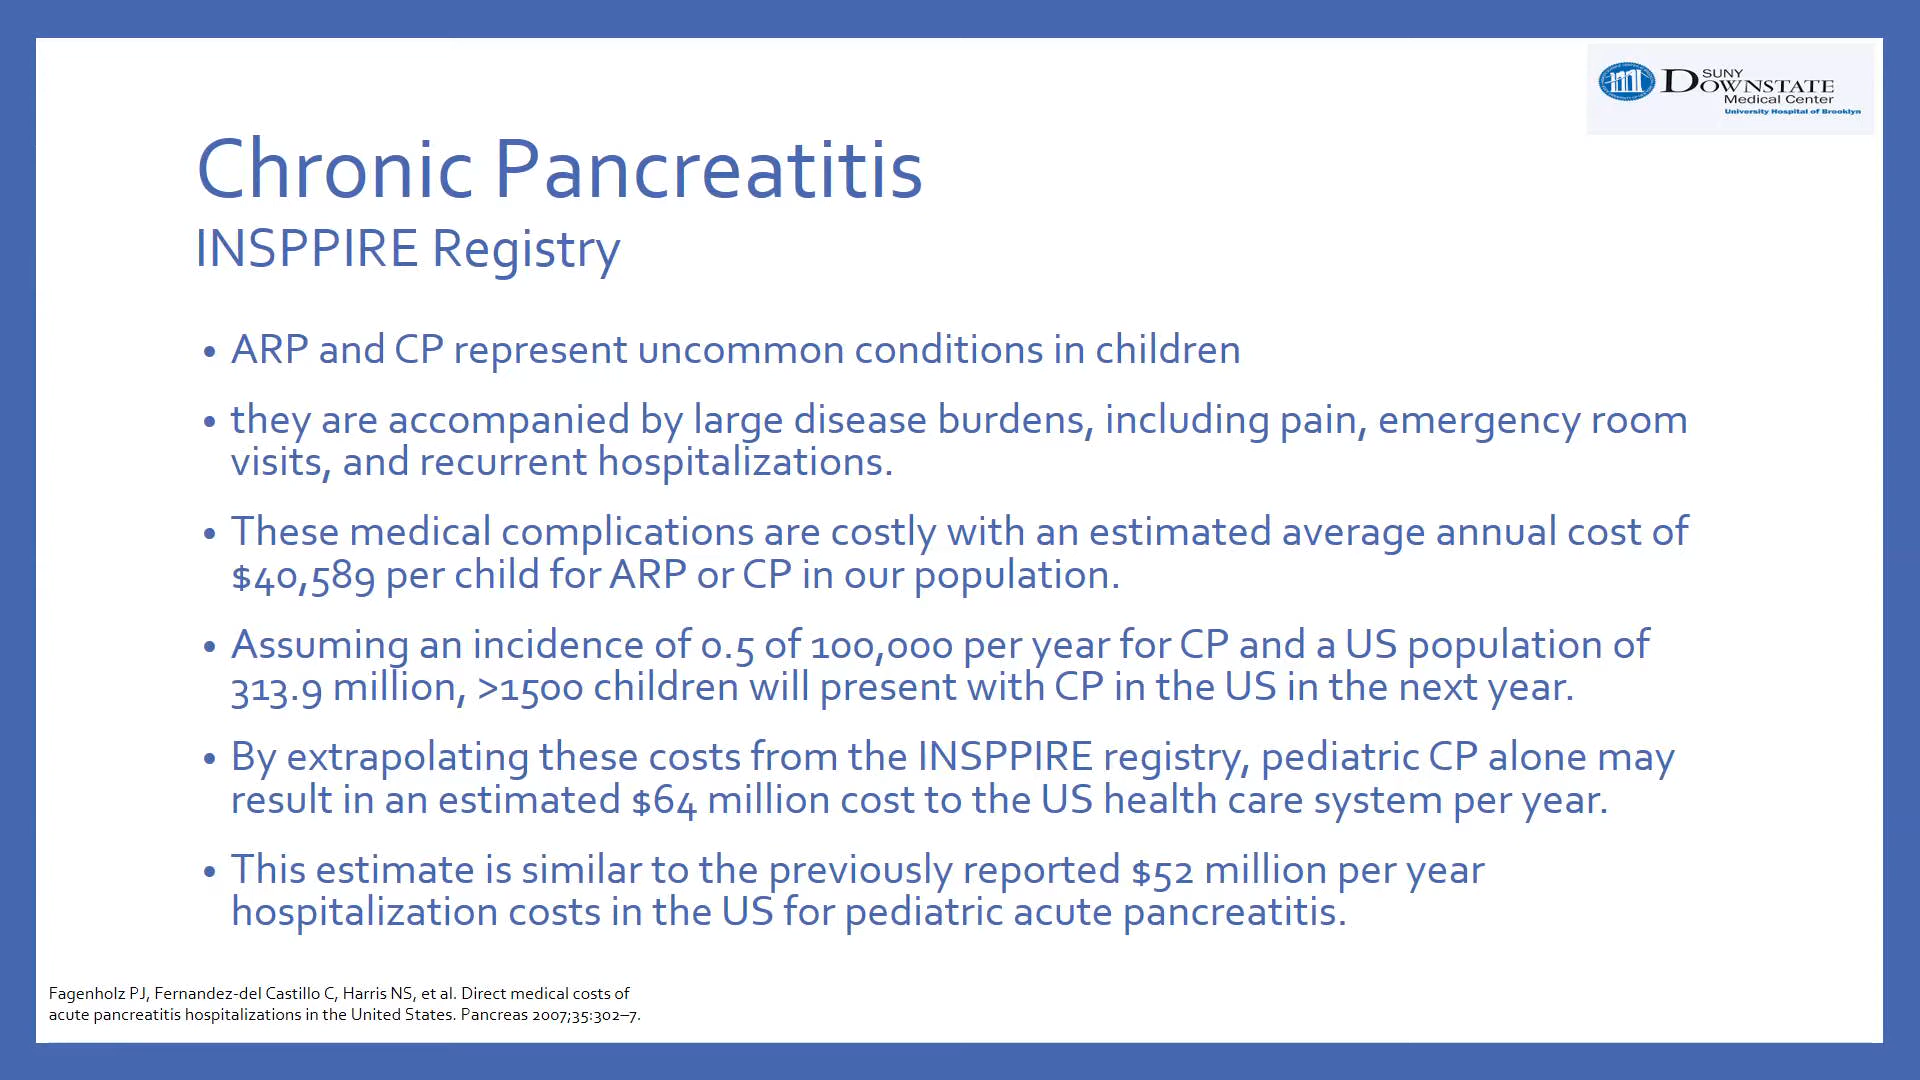 SUNY
DOWNSTATE
Medical Center
University Hospital of Brooklyn
Chronic Pancreatitis
INSPPIRE Registry
• ARP and CP represent uncommon conditions in children
• they are accompanied by large disease burdens, including pain, emergency room
visits, and recurrent hospitalizations.
• These medical complications are costly with an estimated average annual cost of
$40,589 per child for ARP or CP in our population.
• Assuming an incidence of 0.5 of 100,000 per year for CP and a US population of
313.9 million, >1500 children will present with CP in the US in the next year.
• By extrapolating these costs from the INSPPIRE registry, pediatric CP alone may
result in an estimated $64 million cost to the US health care system per year.
• This estimate is similar to the previously reported $52 million per year
hospitalization costs in the US for pediatric acute pancreatitis.
Fagenholz PJ, Fernandez-del Castillo C, Harris NS, et al. Direct medical costs of
acute pancreatitis hospitalizations in the United States. Pancreas 2007;35:302–7.